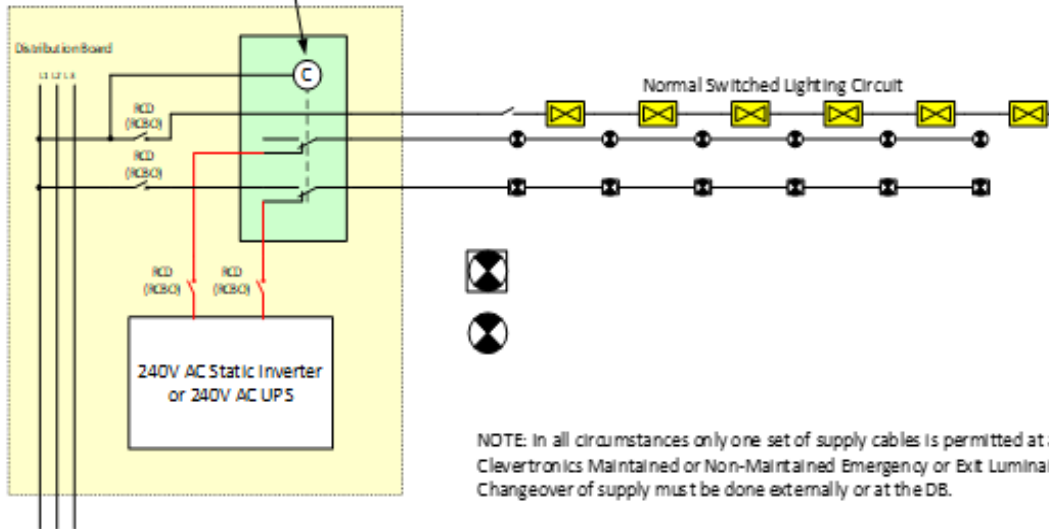 Distribution Board
L1 L2 L3
C
Normal Switched Lighting Circuit
RCD
(RCBO)
RCD
(RCBO)
RCD
(RCBO)
RCD
(RCBO)
240V AC Static Inverter
or 240V AC UPS
NOTE: In all circumstances only one set of supply cables is permitted at
Clevertronics Maintained or Non-Maintained Emergency or Exit
Changeover of supply must be done externally or at the DB.